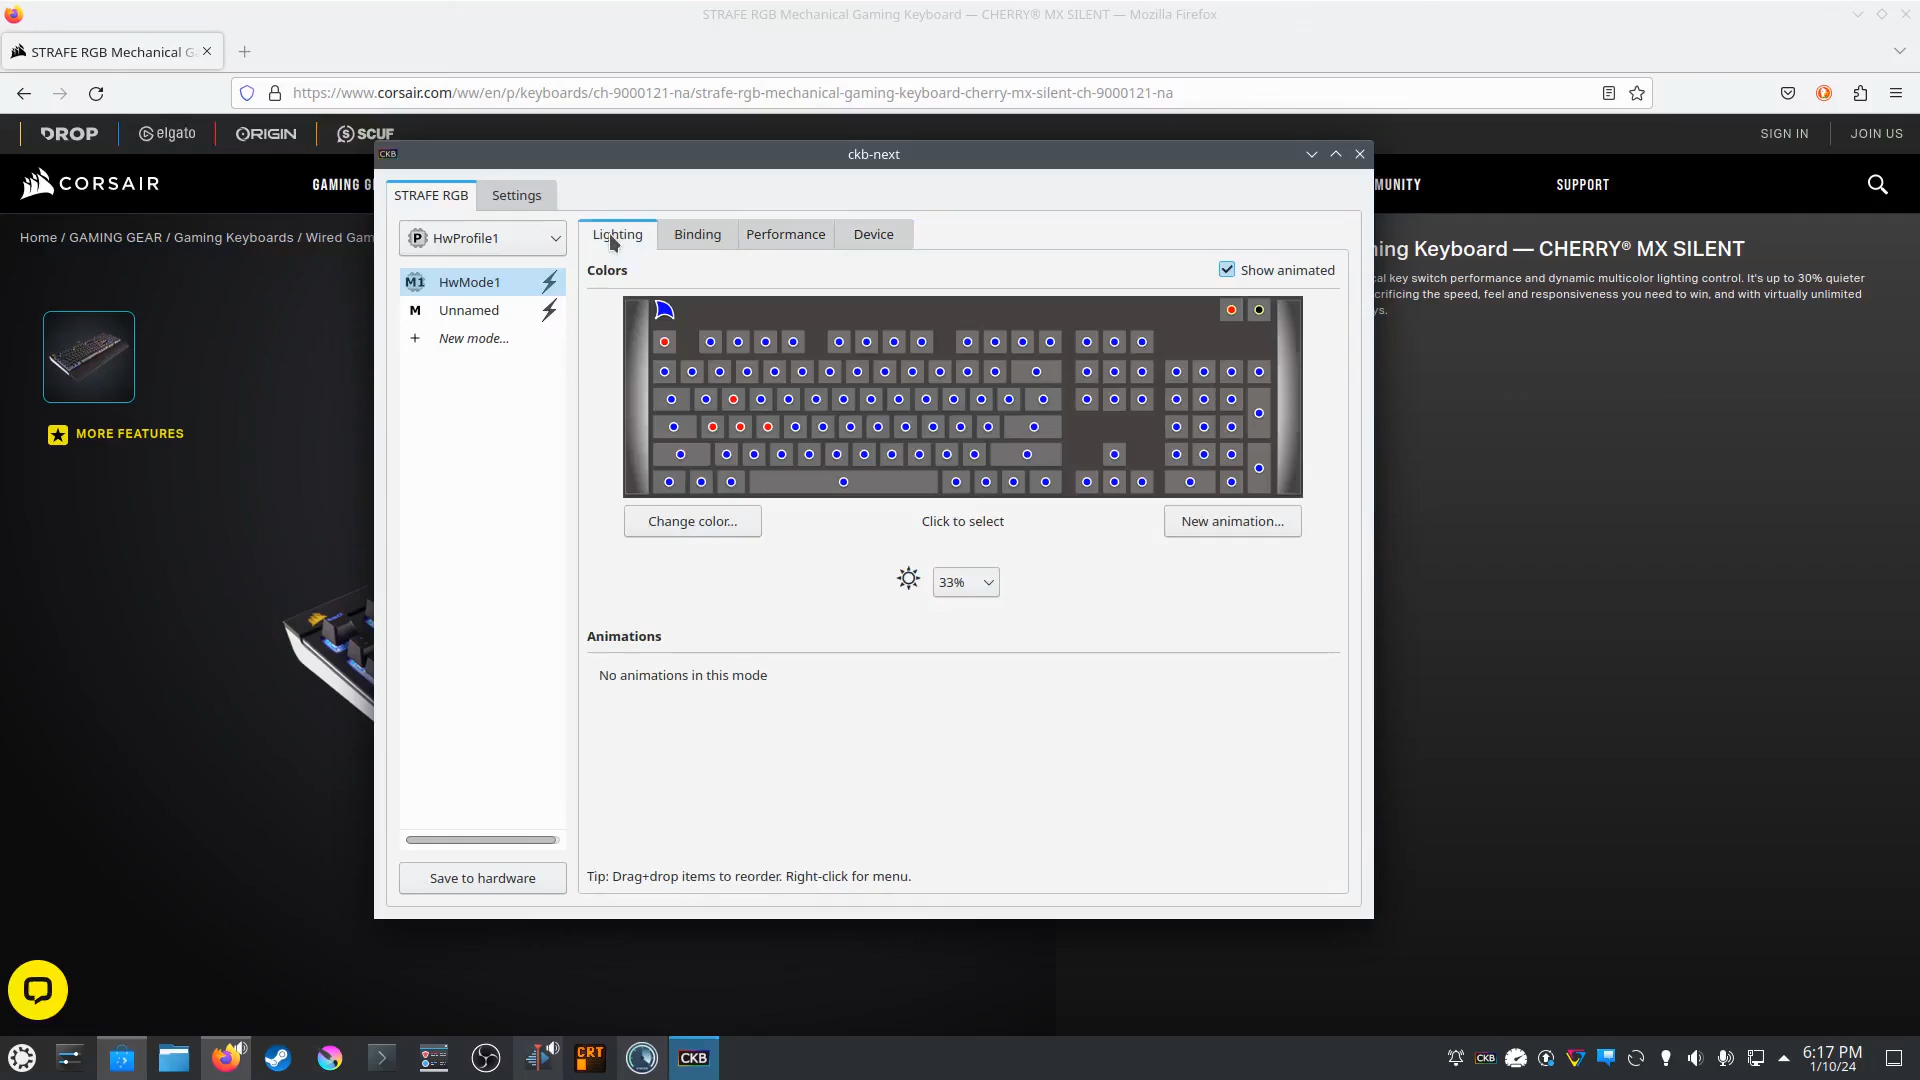 STRAFE RGB Mechanical Gaming Keyboard — CHERRY® MX SILENT — Mozilla Firefox
STRAFE RGB Mechanical G
https://www.corsair.com/ww/en/p/keyboards/ch-9000121-na/strafe-rgb-mechanical-gaming-keyboard-cherry-mx-silent-ch-9000121-na
DROP elgato ORIGIN SCUF SIGN IN JOIN US
CKB ckb-next
CORSAIR GAMING G MUNITY SUPPORT
STRAFE RGB Settings
Home / GAMING GEAR / Gaming Keyboards / Wired Gam
P HwProfile1
Lighting Binding Performance Device
ing Keyboard — CHERRY® MX SILENT
Colors Show animated
cal key switch performance and dynamic multicolor lighting control. It's up to 30% quieter
crificing the speed, feel and responsiveness you need to win, and with virtually unlimited
ys.
M1 HwMode1
M Unnamed
+ New mode...
MORE FEATURES
Change color... Click to select New animation...
33%
Animations
No animations in this mode
Tip: Drag+drop items to reorder. Right-click for menu.
Save to hardware
CRT CKB CKB 6:17 PM
1/10/24